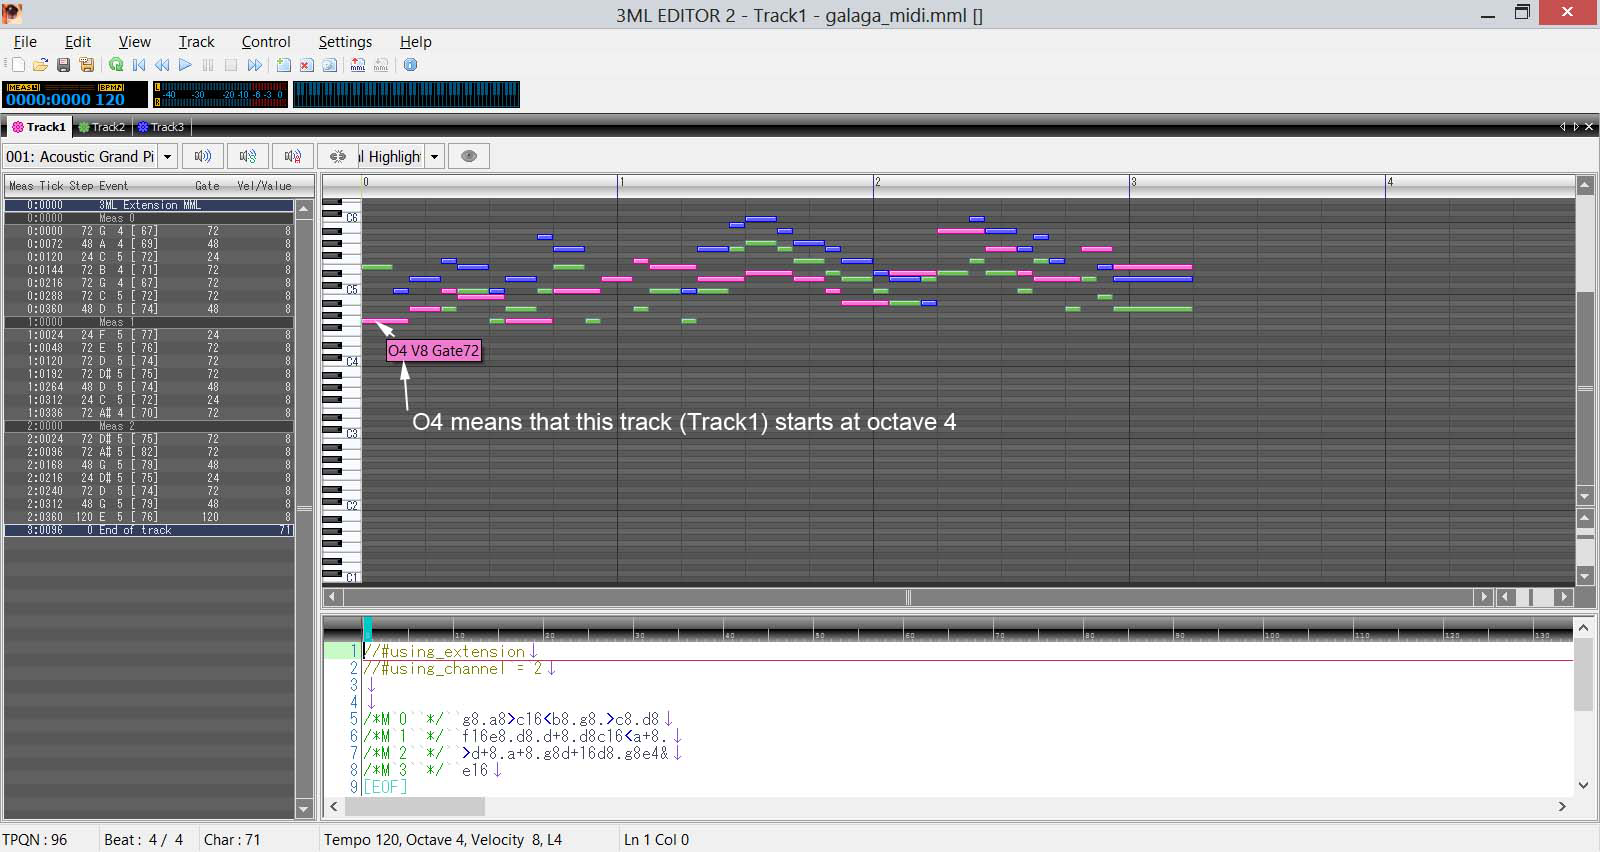 3ML EDITOR 2 - Track1 - galaga_midi.mml []
File Edit View Track Control Settings Help
MEAS BPM
0000:0000 120
L R -40 -30 -20 -10 -6 -3 0
Track1 Track2 Track3
001: Acoustic Grand Pi l Highlight
Meas Tick Step Event Gate Vel/Value
0:0000 3ML Extension MML
0:0000 Meas 0
0:0000 72 G 4 [ 67] 72 8
0:0072 48 A 4 [ 69] 48 8
0:0120 24 C 5 [ 72] 24 8
0:0144 72 B 4 [ 71] 72 8
0:0216 72 G 4 [ 67] 72 8
0:0288 72 C 5 [ 72] 72 8
0:0360 48 D 5 [ 74] 48 8
1:0000 Meas 1
1:0024 24 F 5 [ 77] 24 8
1:0048 72 E 5 [ 76] 72 8
1:0120 72 D 5 [ 74] 72 8
1:0192 72 D# 5 [ 75] 72 8
1:0264 48 D 5 [ 74] 48 8
1:0312 24 C 5 [ 72] 24 8
1:0336 72 A# 4 [ 70] 72 8
2:0000 Meas 2
2:0024 72 D# 5 [ 75] 72 8
2:0096 72 A# 5 [ 82] 72 8
2:0168 48 G 5 [ 79] 48 8
2:0216 24 D# 5 [ 75] 24 8
2:0240 72 D 5 [ 74] 72 8
2:0312 48 G 5 [ 79] 48 8
2:0360 120 E 5 [ 76] 120 8
3:0096 0 End of track 71
0 1 2 3 4
C6
C5
C4
C3
C2
C1
O4 V8 Gate72
O4 means that this track (Track1) starts at octave 4
0 10 20 30 40 50 60 70 80 90 100 110 120 130
1 //#using_extension↓
2 //#using_channel = 2↓
3 ↓
4 ↓
5 /*M`0``*/``g8.a8>c16<b8.g8.>c8.d8↓
6 /*M`1``*/``f16e8.d8.d+8.d8c16<a+8.↓
7 /*M`2``*/``>d+8.a+8.g8d+16d8.g8e4&↓
8 /*M`3``*/``e16↓
9 [EOF]
TPQN : 96 Beat : 4 / 4 Char : 71 Tempo 120, Octave 4, Velocity 8, L4 Ln 1 Col 0